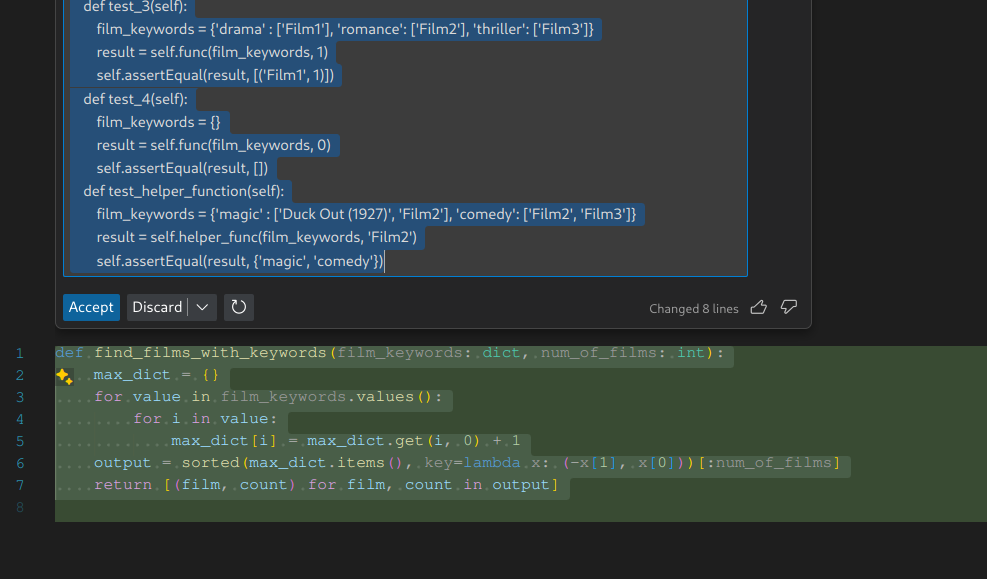 def test_3(self):
film_keywords = {'drama' : ['Film1'], 'romance': ['Film2'], 'thriller': ['Film3']}
result = self.func(film_keywords, 1)
self.assertEqual(result, [('Film1', 1)])
def test_4(self):
film_keywords = {}
result = self.func(film_keywords, 0)
self.assertEqual(result, [])
def test_helper_function(self):
film_keywords = {'magic' : ['Duck Out (1927)', 'Film2'], 'comedy': ['Film2', 'Film3']}
result = self.helper_func(film_keywords, 'Film2')
self.assertEqual(result, {'magic', 'comedy'})
Accept Discard Changed 8 lines
1 def find_films_with_keywords(film_keywords: dict, num_of_films: int):
2 max_dict = {}
3 for value in film_keywords.values():
4 for i in value:
5 max_dict[i] = max_dict.get(i, 0) + 1
6 output = sorted(max_dict.items(), key=lambda x: (-x[1], x[0]))[:num_of_films]
7 return [(film, count) for film, count in output]
8